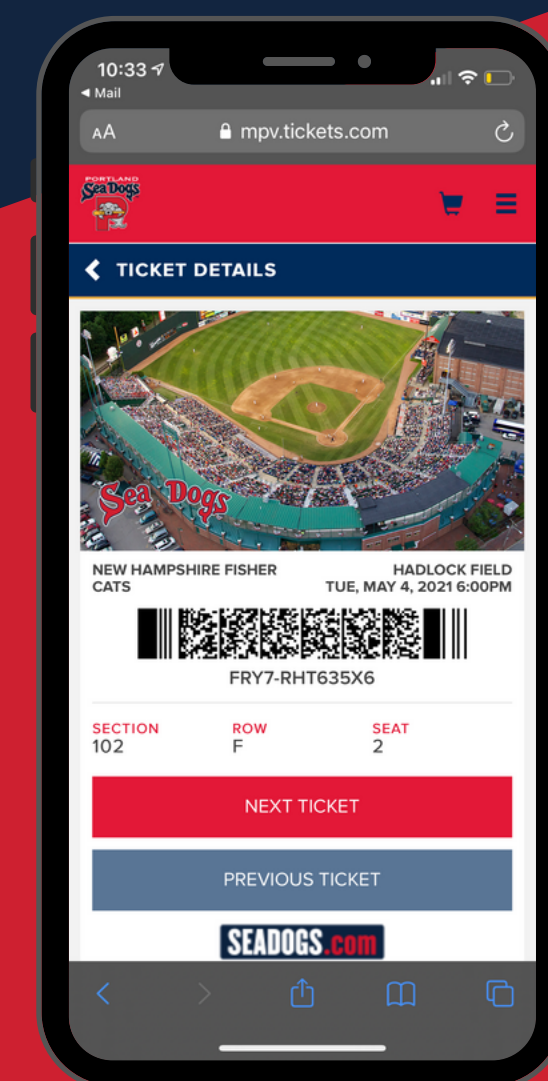 10:33
◄ Mail
AA mpv.tickets.com
PORTLAND
Sea Dogs
P
TICKET DETAILS
Sea Dogs
NEW HAMPSHIRE FISHER
CATS
HADLOCK FIELD
TUE, MAY 4, 2021 6:00PM
FRY7-RHT635X6
SECTION ROW SEAT
102 F 2
NEXT TICKET
PREVIOUS TICKET
SEADOGS.com